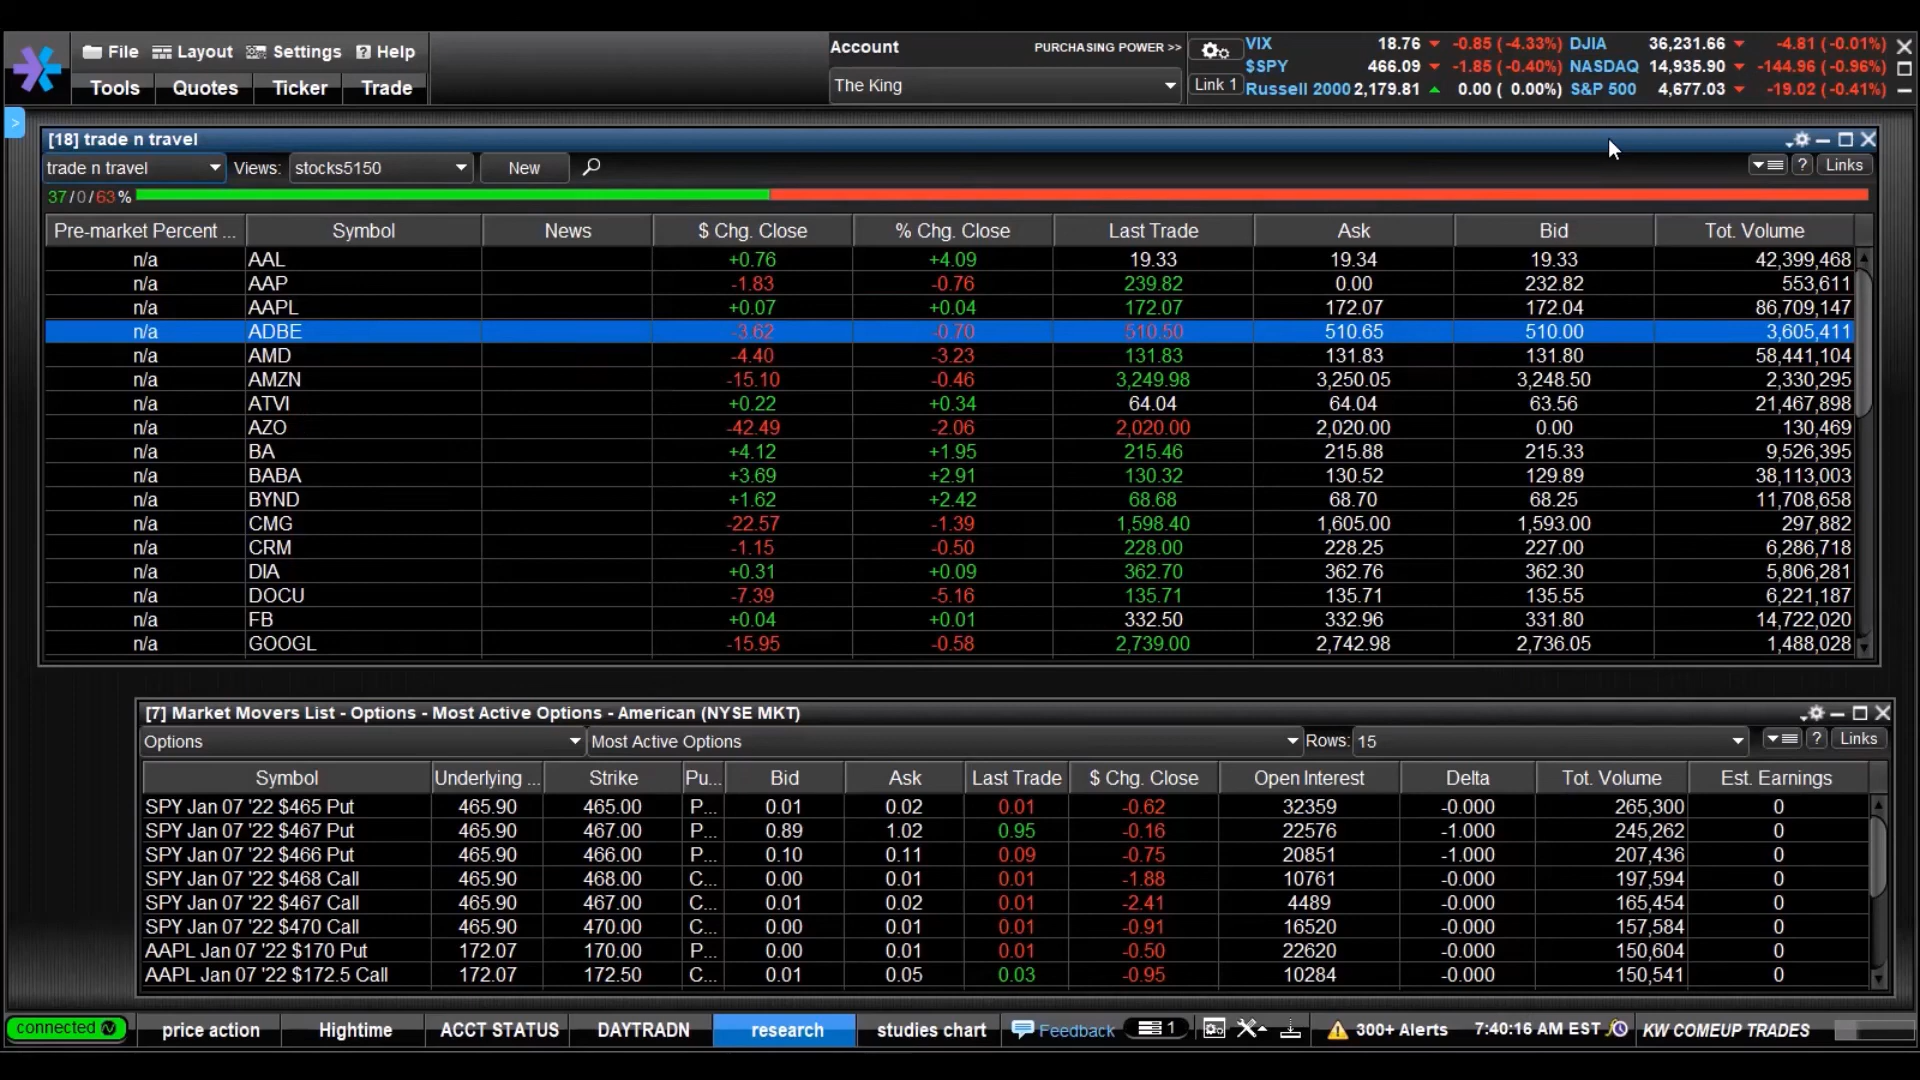 File Layout Settings Help
Tools Quotes Ticker Trade
Account PURCHASING POWER >>
The King
Link 1
VIX 18.76 -0.85 (-4.33%) DJIA 36,231.66 -4.81 (-0.01%)
$SPY 466.09 -1.85 (-0.40%) NASDAQ 14,935.90 -144.96 (-0.96%)
Russell 2000 2,179.81 0.00 ( 0.00%) S&P 500 4,677.03 -19.02 (-0.41%)
>
[18] trade n travel
trade n travel Views: stocks5150 New ? Links
37/0/63%
Pre-market Percent ... Symbol News $ Chg. Close % Chg. Close Last Trade Ask Bid Tot. Volume
n/a AAL +0.76 +4.09 19.33 19.34 19.33 42,399,468
n/a AAP -1.83 -0.76 239.82 0.00 232.82 553,611
n/a AAPL +0.07 +0.04 172.07 172.07 172.04 86,709,147
n/a ADBE -3.62 -0.70 510.50 510.65 510.00 3,605,411
n/a AMD -4.40 -3.23 131.83 131.83 131.80 58,441,104
n/a AMZN -15.10 -0.46 3,249.98 3,250.05 3,248.50 2,330,295
n/a ATVI +0.22 +0.34 64.04 64.04 63.56 21,467,898
n/a AZO -42.49 -2.06 2,020.00 2,020.00 0.00 130,469
n/a BA +4.12 +1.95 215.46 215.88 215.33 9,526,395
n/a BABA +3.69 +2.91 130.32 130.52 129.89 38,113,003
n/a BYND +1.62 +2.42 68.68 68.70 68.25 11,708,658
n/a CMG -22.57 -1.39 1,598.40 1,605.00 1,593.00 297,882
n/a CRM -1.15 -0.50 228.00 228.25 227.00 6,286,718
n/a DIA +0.31 +0.09 362.70 362.76 362.30 5,806,281
n/a DOCU -7.39 -5.16 135.71 135.71 135.55 6,221,187
n/a FB +0.04 +0.01 332.50 332.96 331.80 14,722,020
n/a GOOGL -15.95 -0.58 2,739.00 2,742.98 2,736.05 1,488,028
[7] Market Movers List - Options - Most Active Options - American (NYSE MKT)
Options Most Active Options Rows: 15 ? Links
Symbol Underlying ... Strike Pu... Bid Ask Last Trade $ Chg. Close Open Interest Delta Tot. Volume Est. Earnings
SPY Jan 07 '22 $465 Put 465.90 465.00 P... 0.01 0.02 0.01 -0.62 32359 -0.000 265,300 0
SPY Jan 07 '22 $467 Put 465.90 467.00 P... 0.89 1.02 0.95 -0.16 22576 -1.000 245,262 0
SPY Jan 07 '22 $466 Put 465.90 466.00 P... 0.10 0.11 0.09 -0.75 20851 -1.000 207,436 0
SPY Jan 07 '22 $468 Call 465.90 468.00 C... 0.00 0.01 0.01 -1.88 10761 -0.000 197,594 0
SPY Jan 07 '22 $467 Call 465.90 467.00 C... 0.01 0.02 0.01 -2.41 4489 -0.000 165,454 0
SPY Jan 07 '22 $470 Call 465.90 470.00 C... 0.00 0.01 0.01 -0.91 16520 -0.000 157,584 0
AAPL Jan 07 '22 $170 Put 172.07 170.00 P... 0.00 0.01 0.01 -0.50 22620 -0.000 150,604 0
AAPL Jan 07 '22 $172.5 Call 172.07 172.50 C... 0.01 0.05 0.03 -0.95 10284 -0.000 150,541 0
connected price action Hightime ACCT STATUS DAYTRADN research studies chart Feedback 1 300+ Alerts 7:40:16 AM EST KW COMEUP TRADES